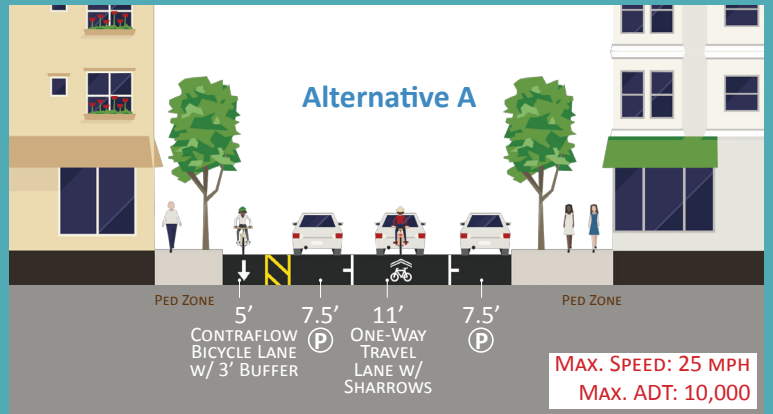 Alternative A
PED ZONE
PED ZONE
5’
CONTRAFLOW
BICYCLE LANE
W/ 3’ BUFFER
7.5’
P
11’
ONE-WAY
TRAVEL
LANE W/
SHARROWS
7.5’
P
MAX. SPEED: 25 MPH
MAX. ADT: 10,000